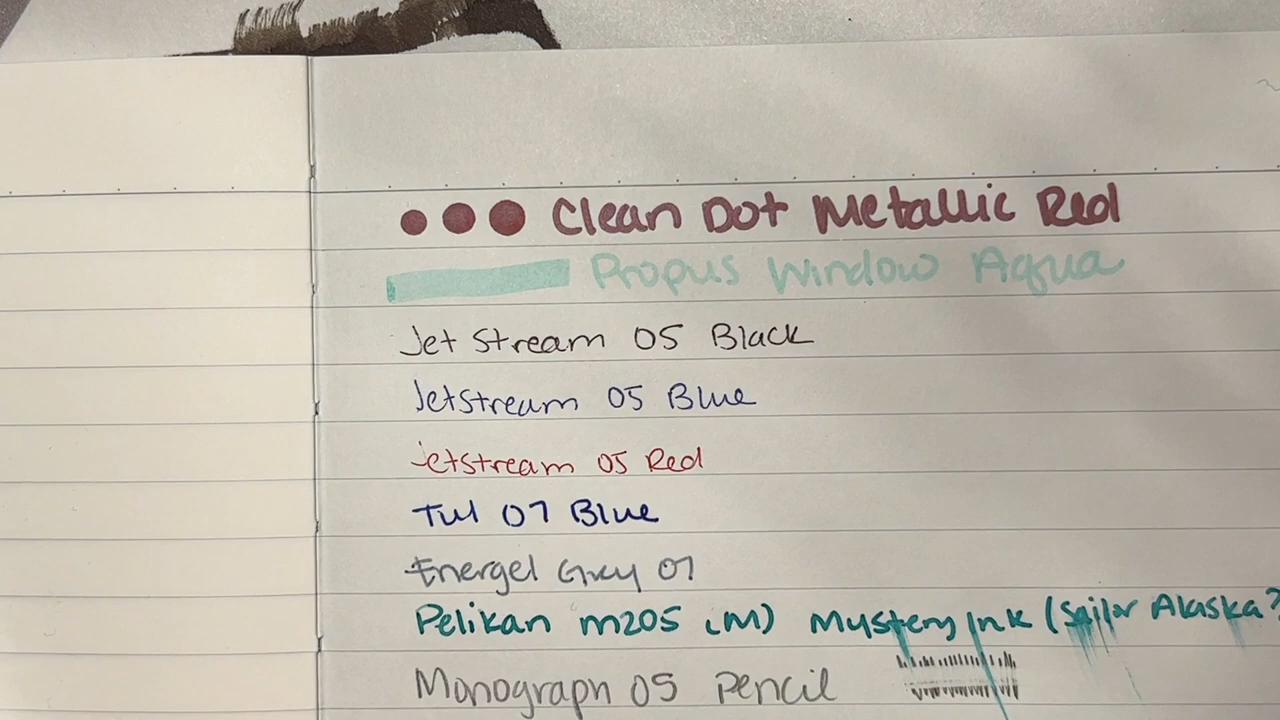 Clean Dot Metallic Red
Propus Window Aqua
Jet Stream 05 Black
Jetstream 05 Blue
Jetstream 05 Red
Tul 07 Blue
Energel Grey 07
Pelikan m205 (M) Mystery Ink (Sailor Alaska?
Monograph 05 Pencil